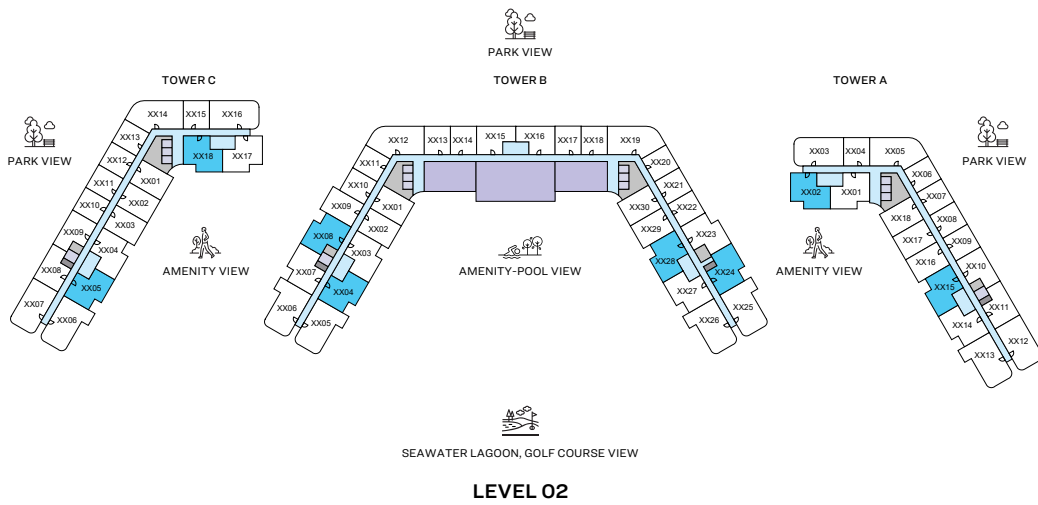 PARK VIEW
TOWER C
TOWER B
TOWER A
PARK VIEW
PARK VIEW
XX14
XX15
XX16
XX13
XX18
XX17
XX12
XX01
XX11
XX02
XX10
XX03
XX09
XX04
XX08
XX05
XX07
XX06
AMENITY VIEW
XX12
XX13
XX14
XX15
XX16
XX17
XX18
XX19
XX11
XX20
XX10
XX01
XX21
XX30
XX09
XX02
XX22
XX29
XX08
XX03
XX23
XX28
XX07
XX04
XX24
XX27
XX06
XX05
XX25
XX26
AMENITY-POOL VIEW
XX03
XX04
XX05
XX02
XX01
XX06
XX07
XX18
XX08
XX17
XX09
XX16
XX10
XX15
XX11
XX14
XX12
XX13
AMENITY VIEW
SEAWATER LAGOON, GOLF COURSE VIEW
LEVEL 02